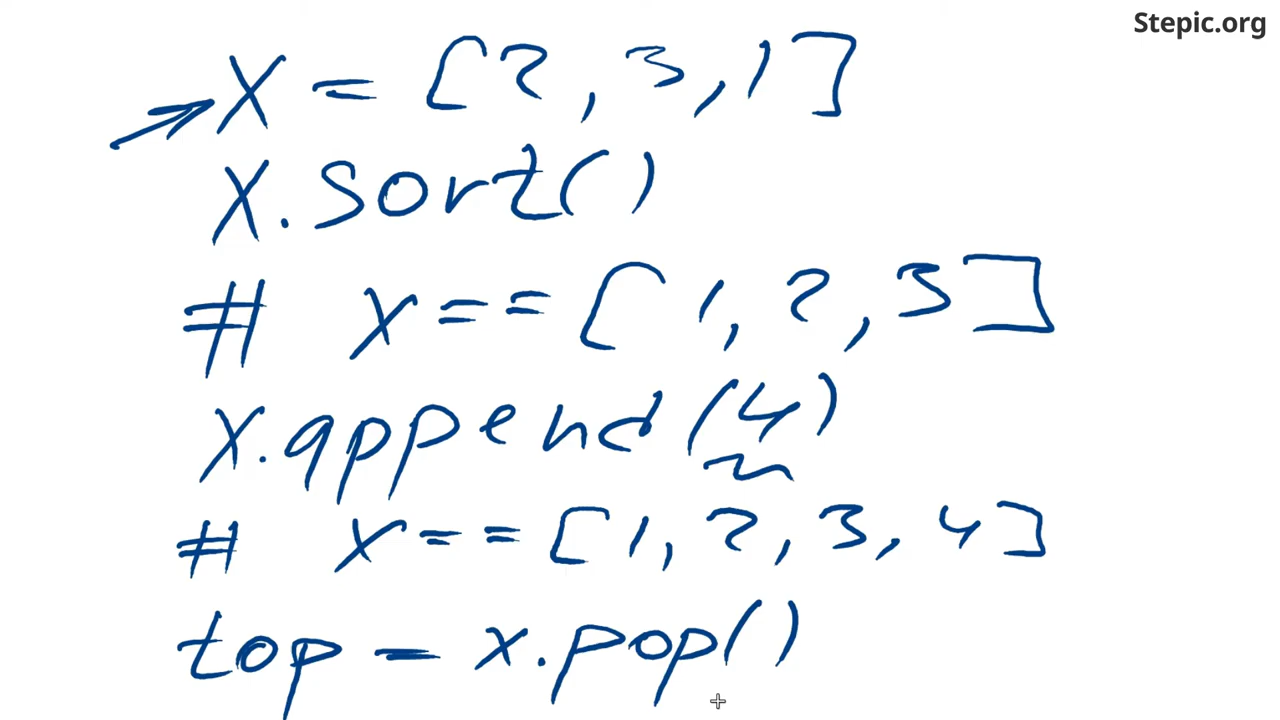 Stepic.org
x = [2, 3, 1]
x.sort()
# x == [1, 2, 3]
x.append(4)
# x == [1, 2, 3, 4]
top = x.pop()